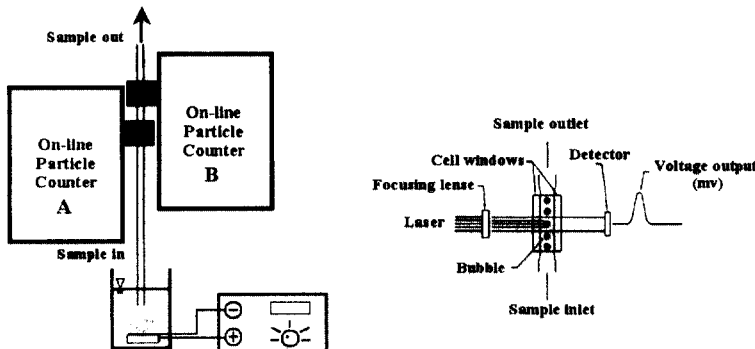 Sample out
On-line
Particle
Counter
A
On-line
Particle
Counter
B
Sample in
−
+
Sample outlet
Cell windows
Detector
Voltage output
(mv)
Focusing lense
Laser
Bubble
Sample inlet